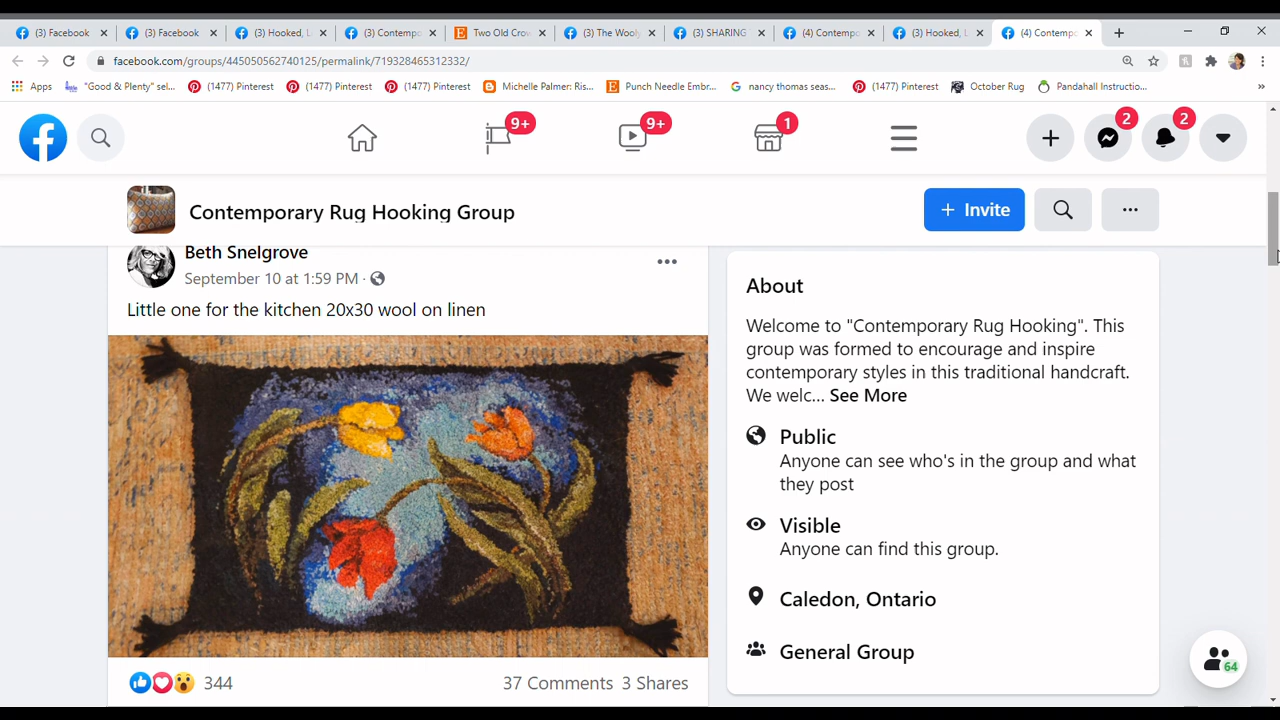 (3) Facebook
(3) Facebook
(3) Hooked, L
(3) Contempo
Two Old Crow
(3) The Wooly
(3) SHARING
(4) Contempo
(3) Hooked, L
(4) Contempo
facebook.com/groups/445050562740125/permalink/719328465312332/
Apps
"Good & Plenty" sel...
(1477) Pinterest
(1477) Pinterest
(1477) Pinterest
Michelle Palmer: Ris...
Punch Needle Embr...
nancy thomas seas...
(1477) Pinterest
October Rug
Pandahall Instructio...
9+
9+
1
2
2
Contemporary Rug Hooking Group
+ Invite
Beth Snelgrove
September 10 at 1:59 PM ·
Little one for the kitchen 20x30 wool on linen
344
37 Comments 3 Shares
About
Welcome to "Contemporary Rug Hooking". This
group was formed to encourage and inspire
contemporary styles in this traditional handcraft.
We welc... See More
Public
Anyone can see who's in the group and what
they post
Visible
Anyone can find this group.
Caledon, Ontario
General Group
64